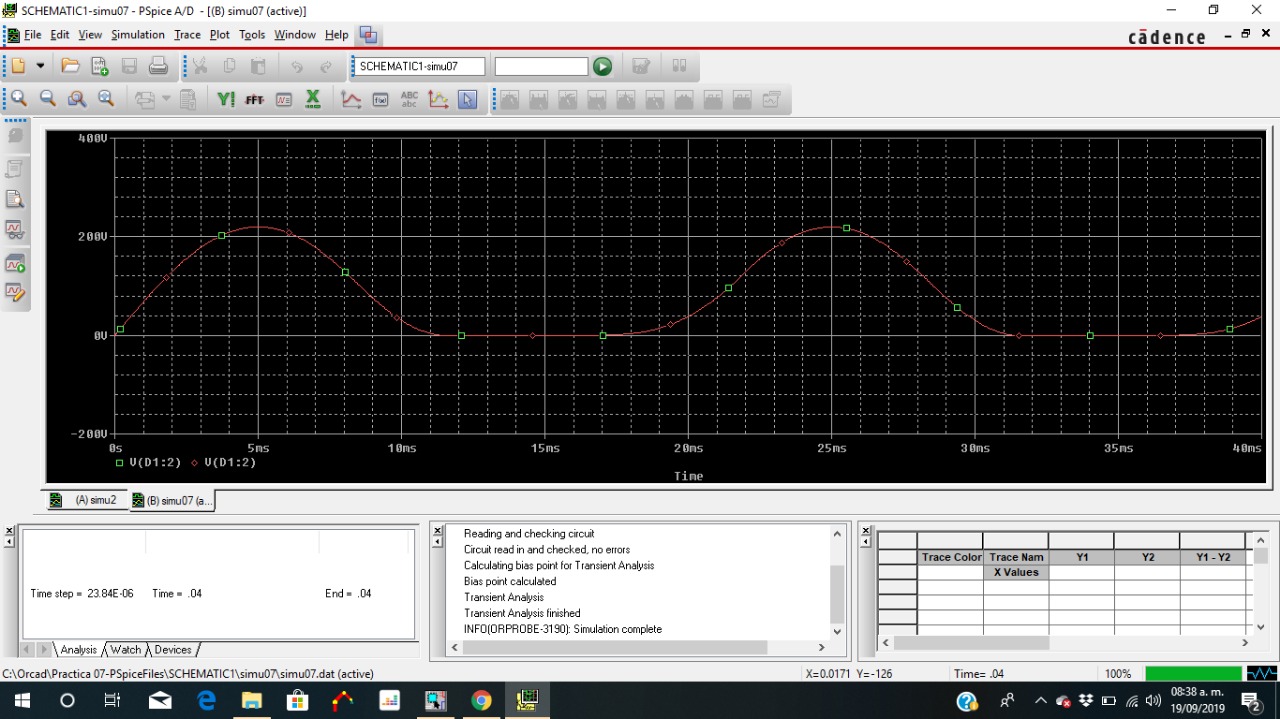 SCHEMATIC1-simu07 - PSpice A/D - [(B) simu07 (active)]
File Edit View Simulation Trace Plot Tools Window Help
cādence
SCHEMATIC1-simu07
FFT
ABC
abc
400V
200V
0V
-200V
0s 5ms 10ms 15ms 20ms 25ms 30ms 35ms 40ms
V(D1:2) V(D1:2)
Time
(A) simu2 (B) simu07 (a...
Time step = 23.84E-06 Time = .04 End = .04
Analysis Watch Devices
Reading and checking circuit
Circuit read in and checked, no errors
Calculating bias point for Transient Analysis
Bias point calculated
Transient Analysis
Transient Analysis finished
INFO(ORPROBE-3190): Simulation complete
Trace Color Trace Nam Y1 Y2 Y1 - Y2
X Values
C:\Orcad\Practica 07-PSpiceFiles\SCHEMATIC1\simu07\simu07.dat (active) X=0.0171 Y=-126 Time= .04 100%
08:38 a. m.
19/09/2019
2